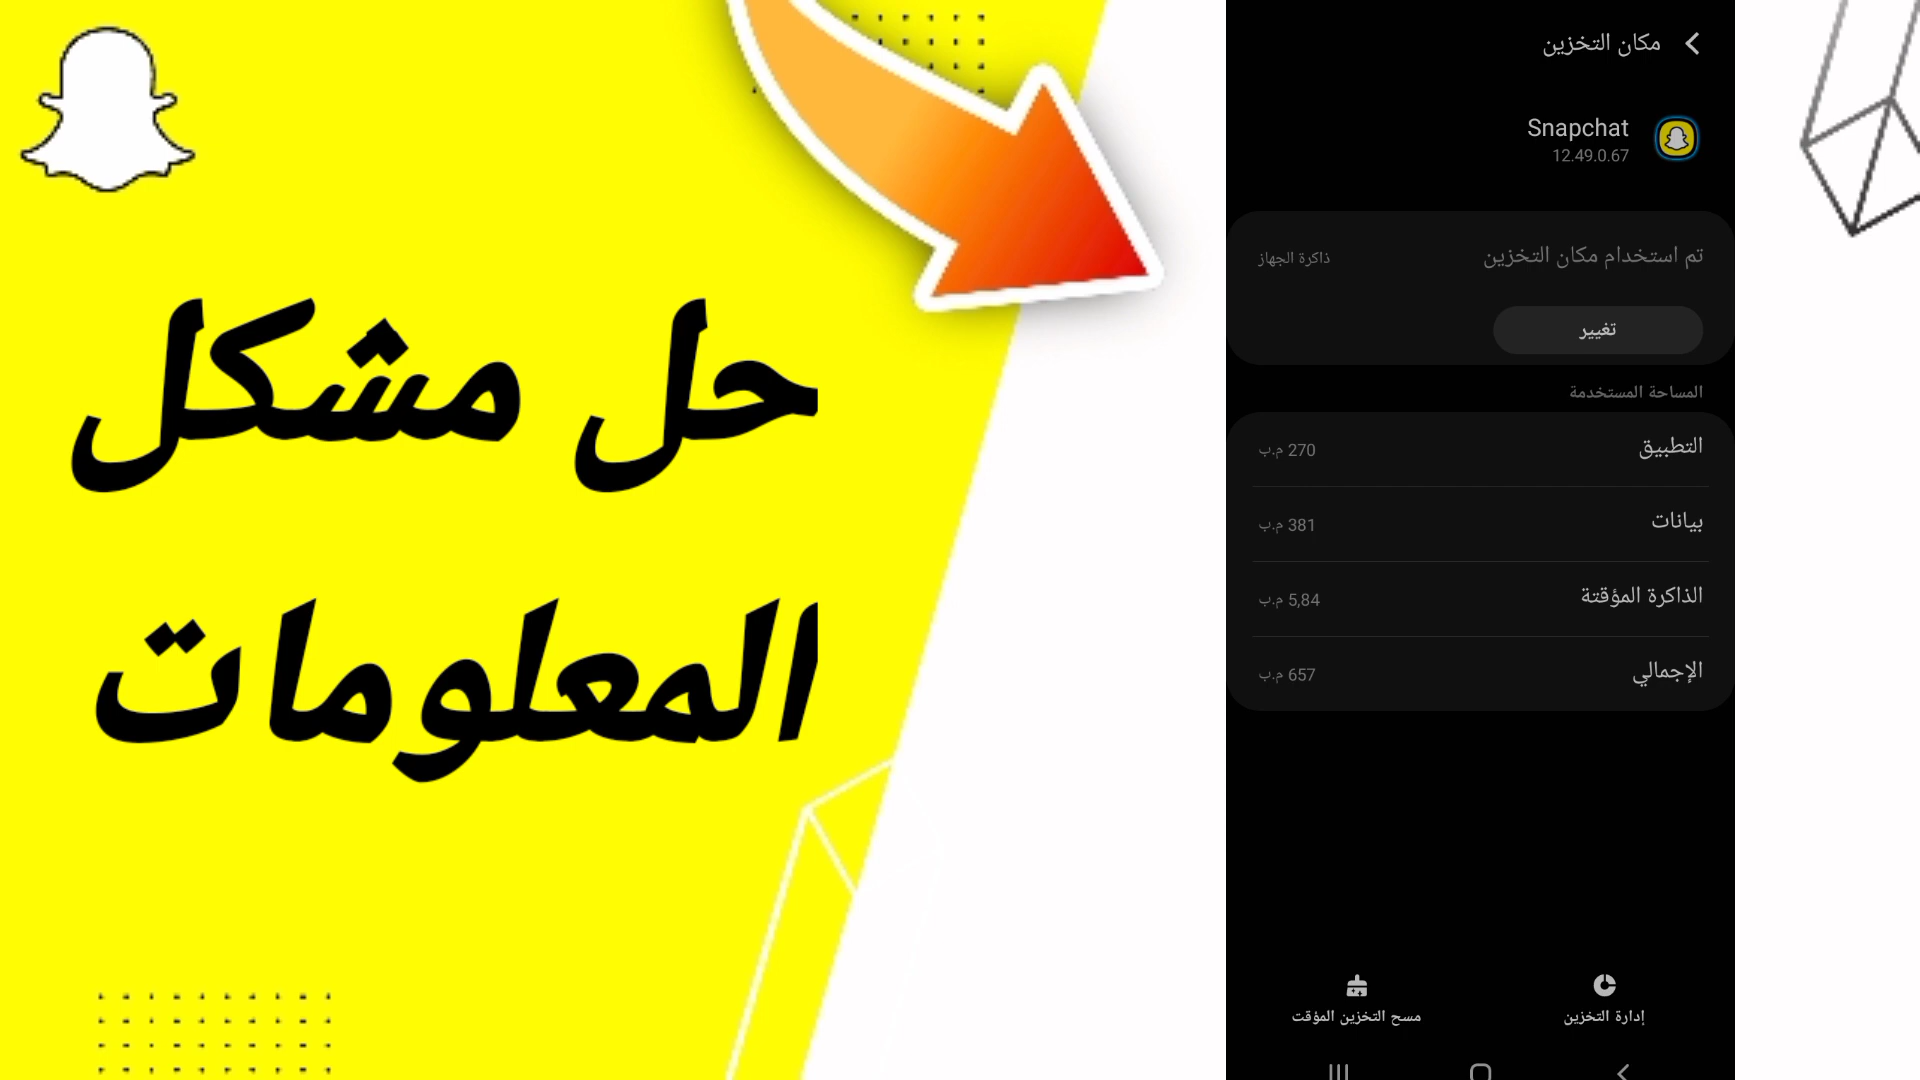 حل مشكل
المعلومات
مكان التخزين
Snapchat
12.49.0.67
تم استخدام مكان التخزين
ذاكرة الجهاز
تغيير
المساحة المستخدمة
التطبيق
270 م.ب
بيانات
381 م.ب
الذاكرة المؤقتة
5,84 م.ب
الإجمالي
657 م.ب
إدارة التخزين
مسح التخزين المؤقت